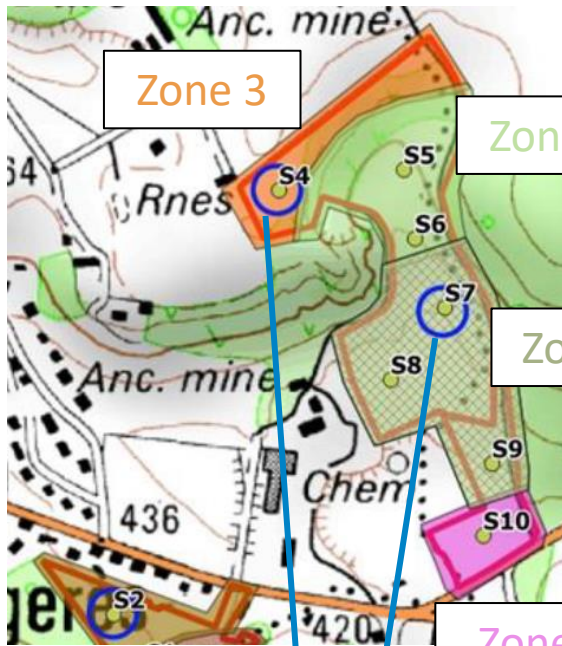 Anc. mine
Zone 3
Zon
64
S4
S5
Rnes
S6
S7
Zo
S8
Anc. mine
S9
Chem
436
S10
S2
420
Zone